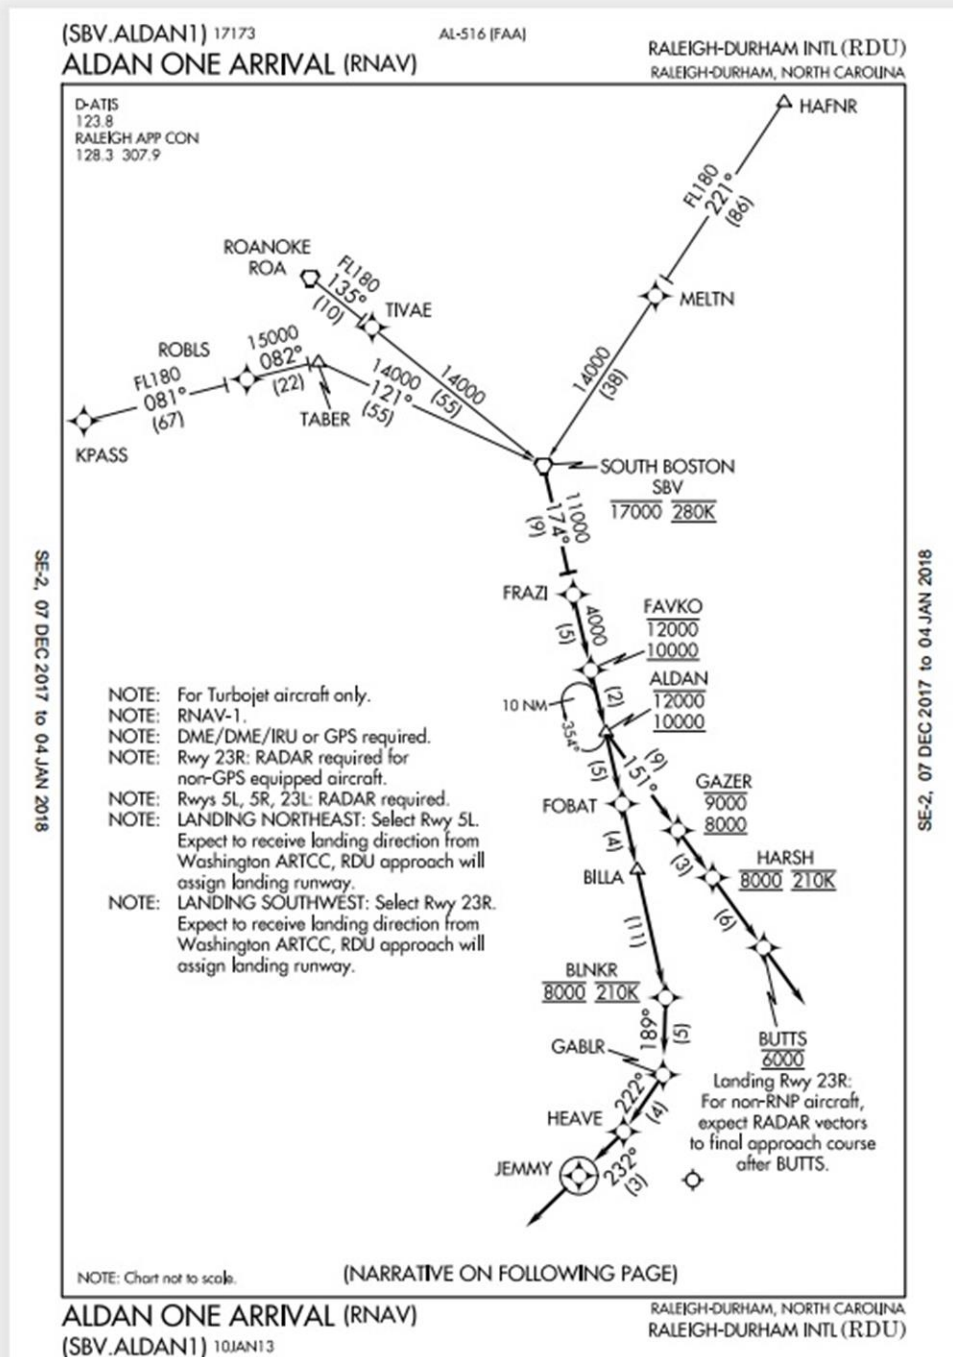 (SBV.ALDAN1) 17173
AL-516 (FAA)
RALEIGH-DURHAM INTL (RDU)
ALDAN ONE ARRIVAL (RNAV)
RALEIGH-DURHAM, NORTH CAROLINA
D-ATIS
123.8
RALEIGH APP CON
128.3 307.9
HAFNR
FL180
221°
(86)
MELTN
14000
(38)
ROANOKE
ROA
FL180
135°
(10)
TIVAE
14000
(55)
ROBLS
15000
082°
(22)
FL180
081°
(67)
KPASS
TABER
14000
121°
(55)
SOUTH BOSTON
SBV
17000 280K
11000
174°
(9)
FRAZI
4000
(5)
FAVKO
12000
10000
(2)
ALDAN
12000
10000
10 NM
354°
(5)
(9)
151°
FOBAT
GAZER
9000
8000
(4)
(3)
BILLA
HARSH
8000 210K
(6)
(11)
BLNKR
8000 210K
189°
(5)
GABLR
BUTTS
6000
Landing Rwy 23R:
For non-RNP aircraft,
expect RADAR vectors
to final approach course
after BUTTS.
222°
(4)
HEAVE
JEMMY
232°
(3)
NOTE: For Turbojet aircraft only.
NOTE: RNAV-1.
NOTE: DME/DME/IRU or GPS required.
NOTE: Rwy 23R: RADAR required for
non-GPS equipped aircraft.
NOTE: Rwys 5L, 5R, 23L: RADAR required.
NOTE: LANDING NORTHEAST: Select Rwy 5L.
Expect to receive landing direction from
Washington ARTCC, RDU approach will
assign landing runway.
NOTE: LANDING SOUTHWEST: Select Rwy 23R.
Expect to receive landing direction from
Washington ARTCC, RDU approach will
assign landing runway.
SE-2, 07 DEC 2017 to 04 JAN 2018
SE-2, 07 DEC 2017 to 04 JAN 2018
NOTE: Chart not to scale.
(NARRATIVE ON FOLLOWING PAGE)
ALDAN ONE ARRIVAL (RNAV)
RALEIGH-DURHAM, NORTH CAROLINA
(SBV.ALDAN1) 10JAN13
RALEIGH-DURHAM INTL (RDU)